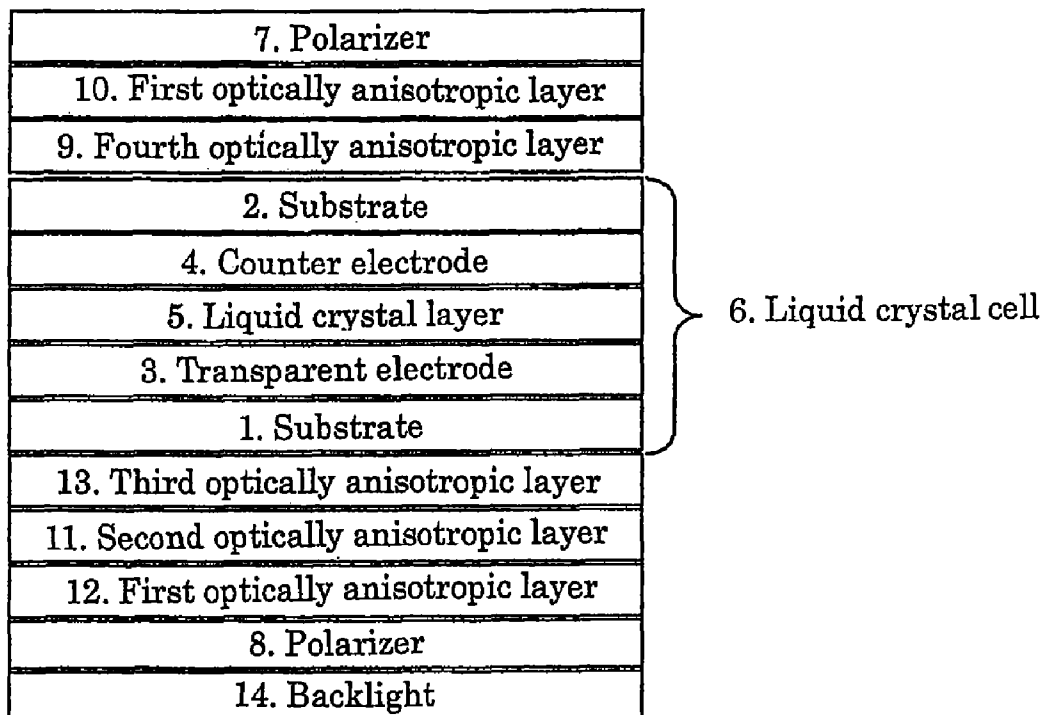 7. Polarizer
10. First optically anisotropic layer
9. Fourth optically anisotropic layer
2. Substrate
4. Counter electrode
5. Liquid crystal layer
6. Liquid crystal cell
3. Transparent electrode
1. Substrate
13. Third optically anisotropic layer
11. Second optically anisotropic layer
12. First optically anisotropic layer
8. Polarizer
14. Backlight